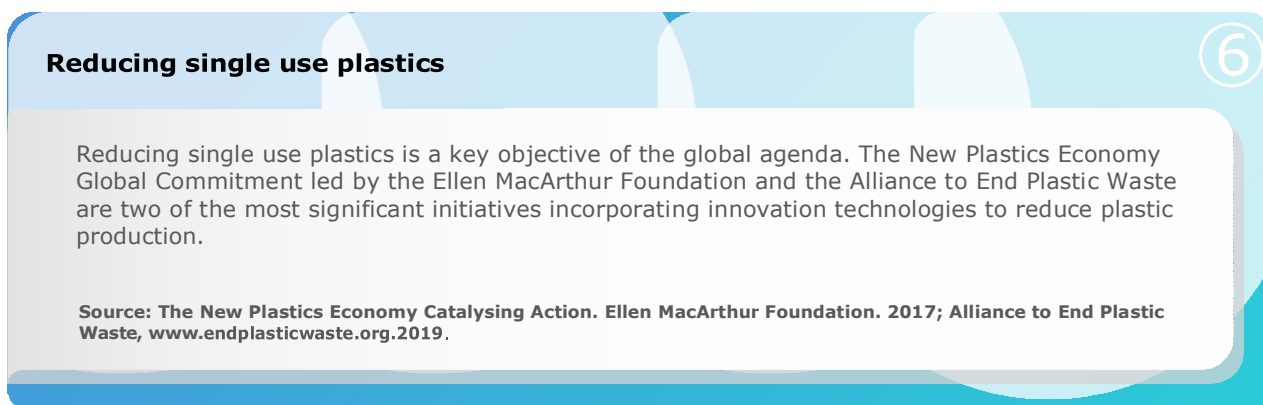 Reducing single use plastics
⑥
Reducing single use plastics is a key objective of the global agenda. The New Plastics Economy
Global Commitment led by the Ellen MacArthur Foundation and the Alliance to End Plastic Waste
are two of the most significant initiatives incorporating innovation technologies to reduce plastic
production.
Source: The New Plastics Economy Catalysing Action. Ellen MacArthur Foundation. 2017; Alliance to End Plastic
Waste, www.endplasticwaste.org.2019.